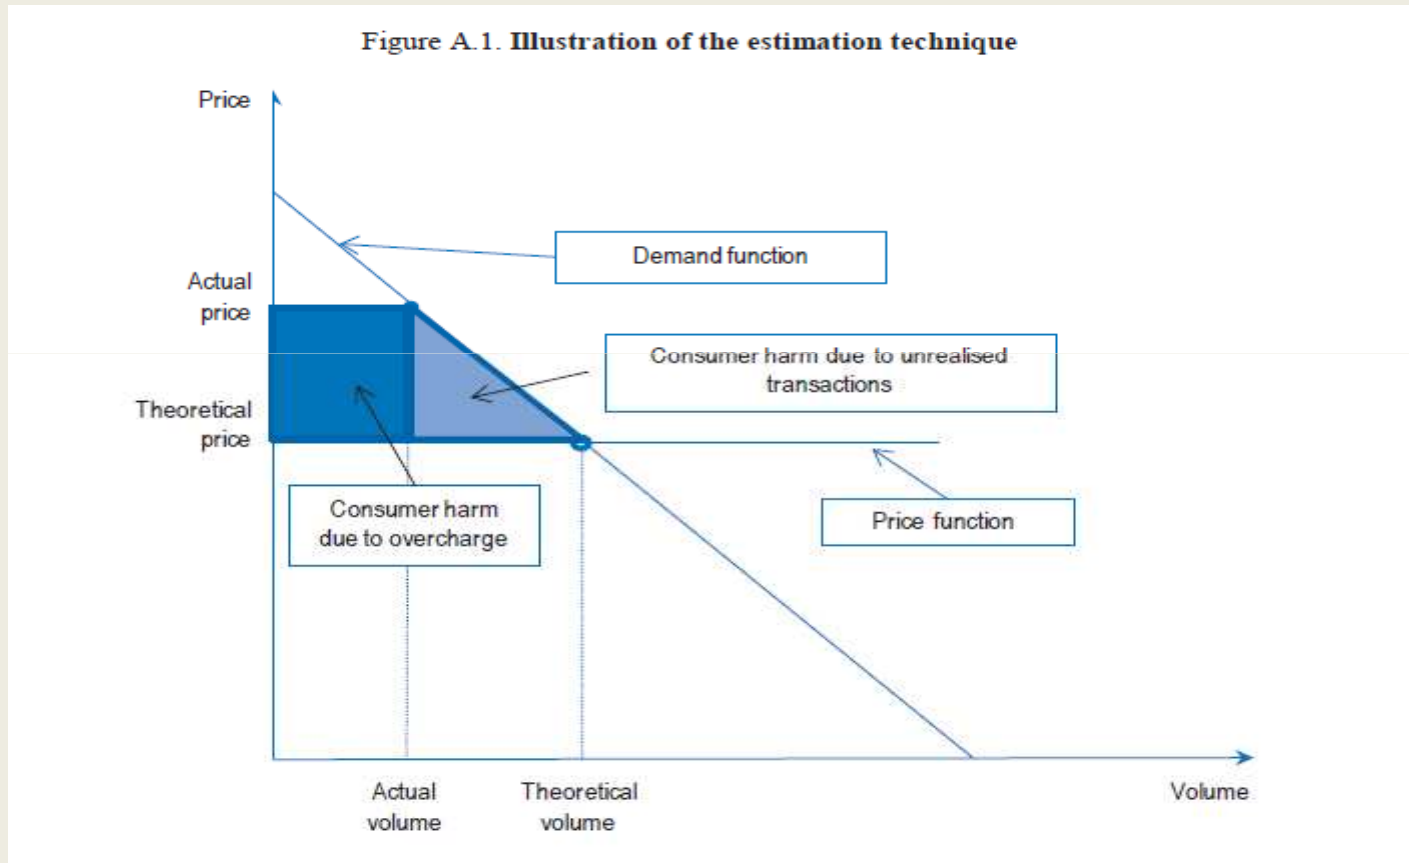 Figure A.1. Illustration of the estimation technique
Price
Demand function
Actual
price
Consumer harm due to unrealised
transactions
Theoretical
price
Consumer harm
due to overcharge
Price function
Actual
volume
Theoretical
volume
Volume